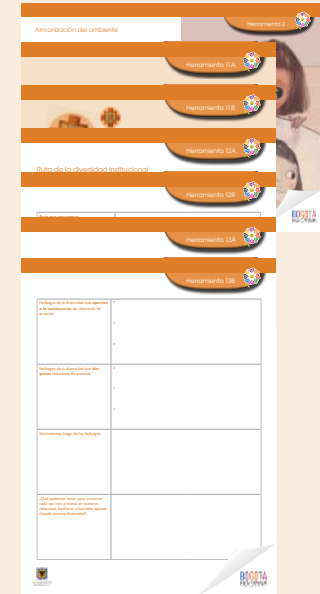 Herramienta 2
Armonización del ambiente
Herramienta 11A
Herramienta 11B
Herramienta 12A
Ruta de la diversidad institucional
Herramienta 12B
Herramienta 13A
Herramienta 13B
Hallazgos de la diversidad que aportan
a la construcción de relaciones de
armonía.
Hallazgos de la diversidad que
relaciones de armonía.
Sentimientos luego de los hallazgos
¿Qué podemos hacer para construir
cada vez más armonía en nuestras
relaciones familiares y
nuestra diversidad?
BOGOTÁ
BOGOTÁ